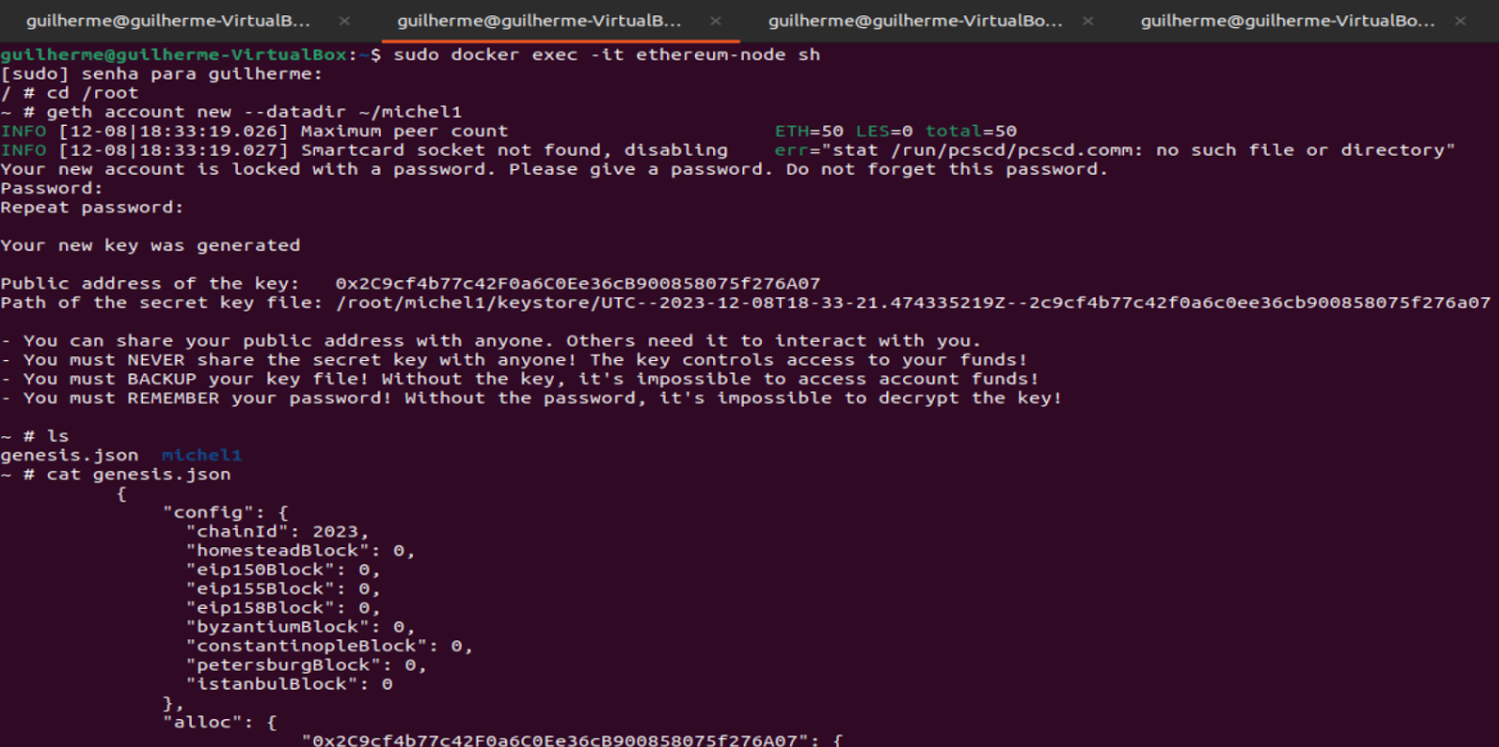 guilherme@guilherme-VirtualB... × guilherme@guilherme-VirtualB... × guilherme@guilherme-VirtualBo... × guilherme@guilherme-VirtualBo... ×
guilherme@guilherme-VirtualBox:~$ sudo docker exec -it ethereum-node sh
[sudo] senha para guilherme:
/ # cd /root
~ # geth account new --datadir ~/michel1
INFO [12-08|18:33:19.026] Maximum peer count                       ETH=50 LES=0 total=50
INFO [12-08|18:33:19.027] Smartcard socket not found, disabling    err="stat /run/pcscd/pcscd.comm: no such file or directory"
Your new account is locked with a password. Please give a password. Do not forget this password.
Password:
Repeat password:
Your new key was generated
Public address of the key:   0x2C9cf4b77c42F0a6C0Ee36cB900858075f276A07
Path of the secret key file: /root/michel1/keystore/UTC--2023-12-08T18-33-21.474335219Z--2c9cf4b77c42f0a6c0ee36cb900858075f276a07
- You can share your public address with anyone. Others need it to interact with you.
- You must NEVER share the secret key with anyone! The key controls access to your funds!
- You must BACKUP your key file! Without the key, it's impossible to access account funds!
- You must REMEMBER your password! Without the password, it's impossible to decrypt the key!
~ # ls
genesis.json  michel1
~ # cat genesis.json
{
"config": {
"chainId": 2023,
"homesteadBlock": 0,
"eip150Block": 0,
"eip155Block": 0,
"eip158Block": 0,
"byzantiumBlock": 0,
"constantinopleBlock": 0,
"petersburgBlock": 0,
"istanbulBlock": 0
},
"alloc": {
"0x2C9cf4b77c42F0a6C0Ee36cB900858075f276A07": {